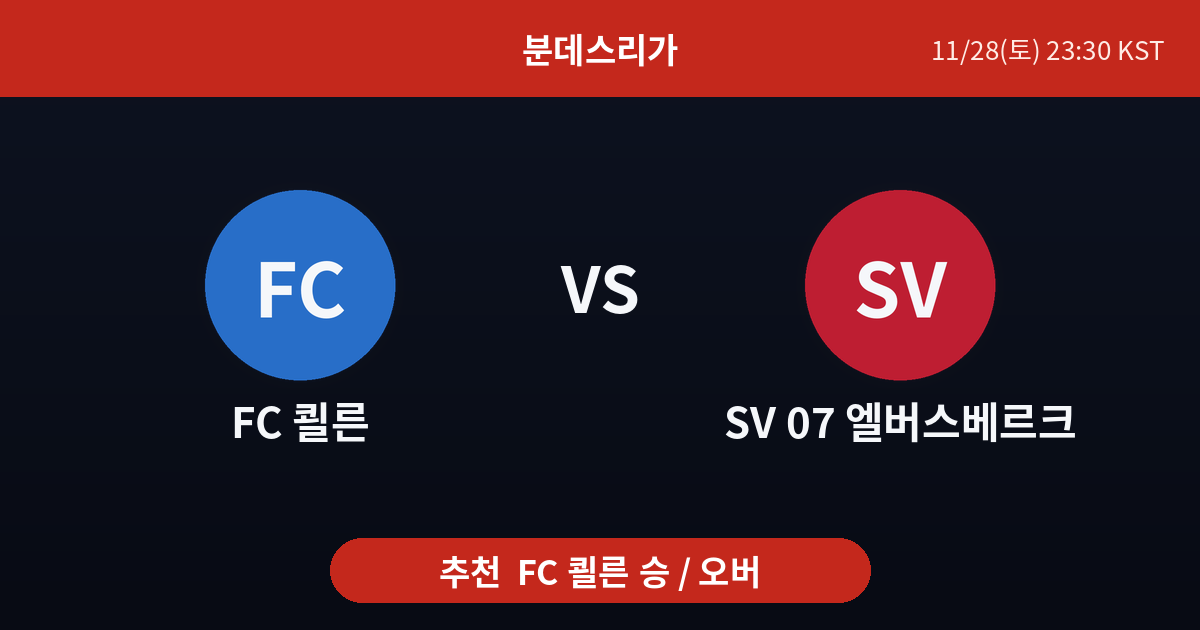 분데스리가
11/28(토) 23:30 KST
FC
VS
SV
FC 쾰른
SV 07 엘버스베르크
추천 FC 쾰른 승 / 오버